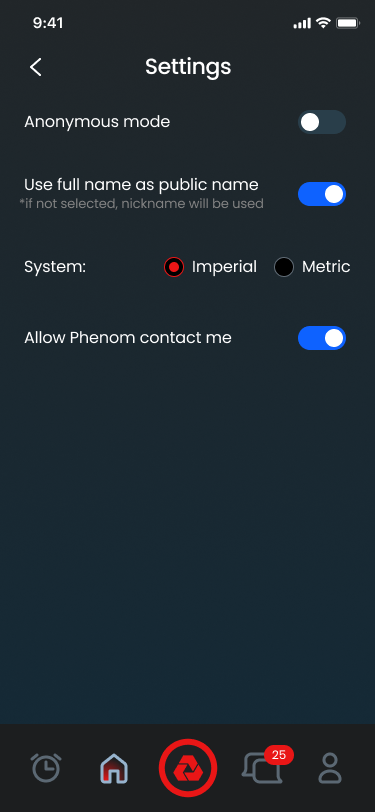 9:41
Settings
Anonymous mode
Use full name as public name
*if not selected, nickname will be used
System: Imperial Metric
Allow Phenom contact me
25